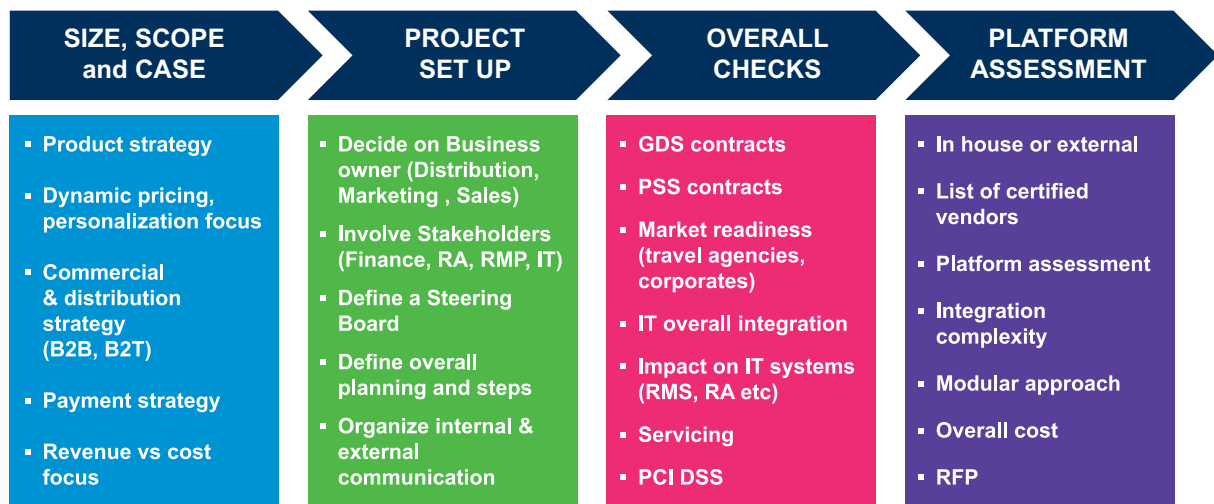 SIZE, SCOPE
and CASE
▪ Product strategy
▪ Dynamic pricing,
personalization focus
▪ Commercial
& distribution
strategy
(B2B, B2T)
▪ Payment strategy
▪ Revenue vs cost
focus
PROJECT
SET UP
▪ Decide on Business
owner (Distribution,
Marketing , Sales)
▪ Involve Stakeholders
(Finance, RA, RMP, IT)
▪ Define a Steering
Board
▪ Define overall
planning and steps
▪ Organize internal &
external
communication
OVERALL
CHECKS
▪ GDS contracts
▪ PSS contracts
▪ Market readiness
(travel agencies,
corporates)
▪ IT overall integration
▪ Impact on IT systems
(RMS, RA etc)
▪ Servicing
▪ PCI DSS
PLATFORM
ASSESSMENT
▪ In house or external
▪ List of certified
vendors
▪ Platform assessment
▪ Integration
complexity
▪ Modular approach
▪ Overall cost
▪ RFP